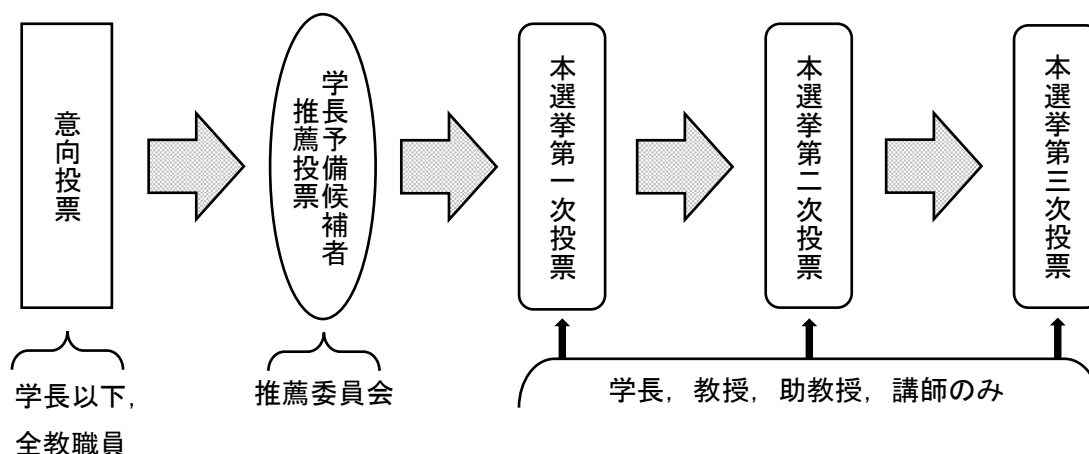 意向投票
学長予備候補者
推薦投票
本選挙第一次投票
本選挙第二次投票
本選挙第三次投票
学長以下,
全教職員
推薦委員会
学長, 教授, 助教授, 講師のみ